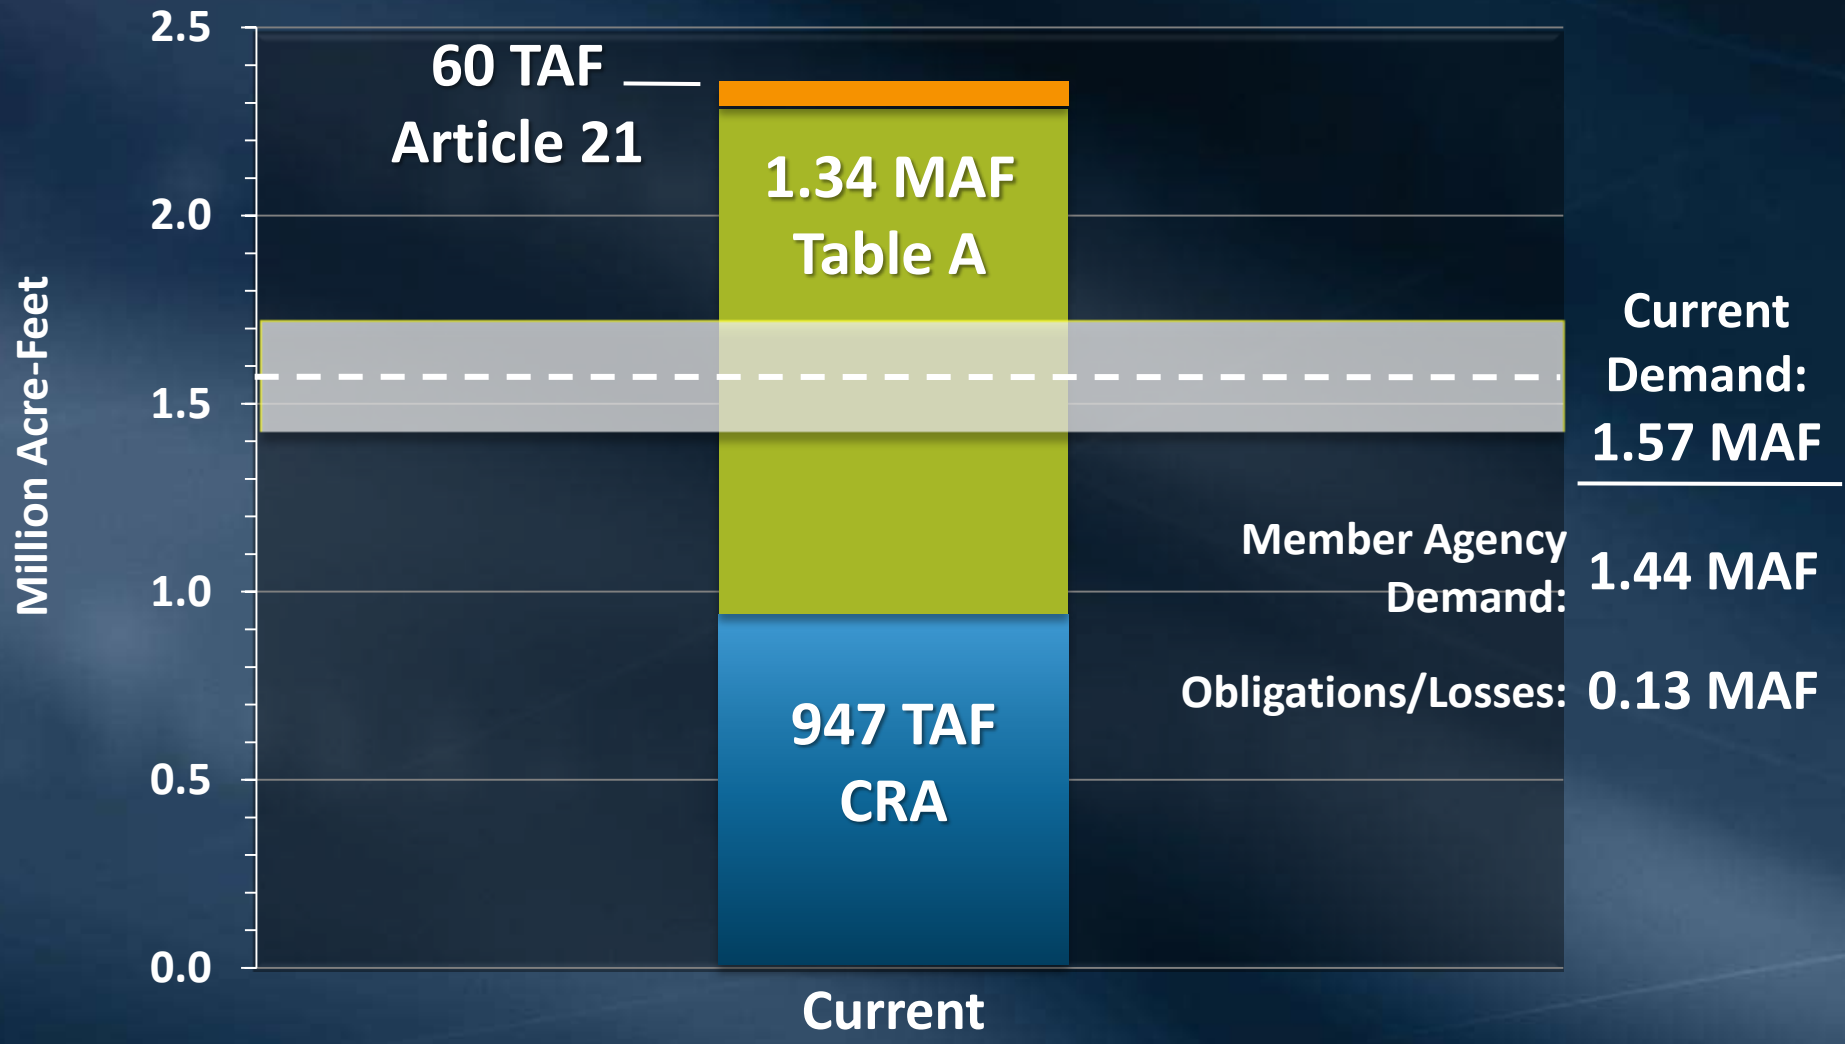 Million Acre-Feet
2.5
2.0
1.5
1.0
0.5
0.0
60 TAF
Article 21
1.34 MAF
Table A
947 TAF
CRA
Current
Current
Demand:
1.57 MAF
Member Agency
Demand:
1.44 MAF
Obligations/Losses:
0.13 MAF